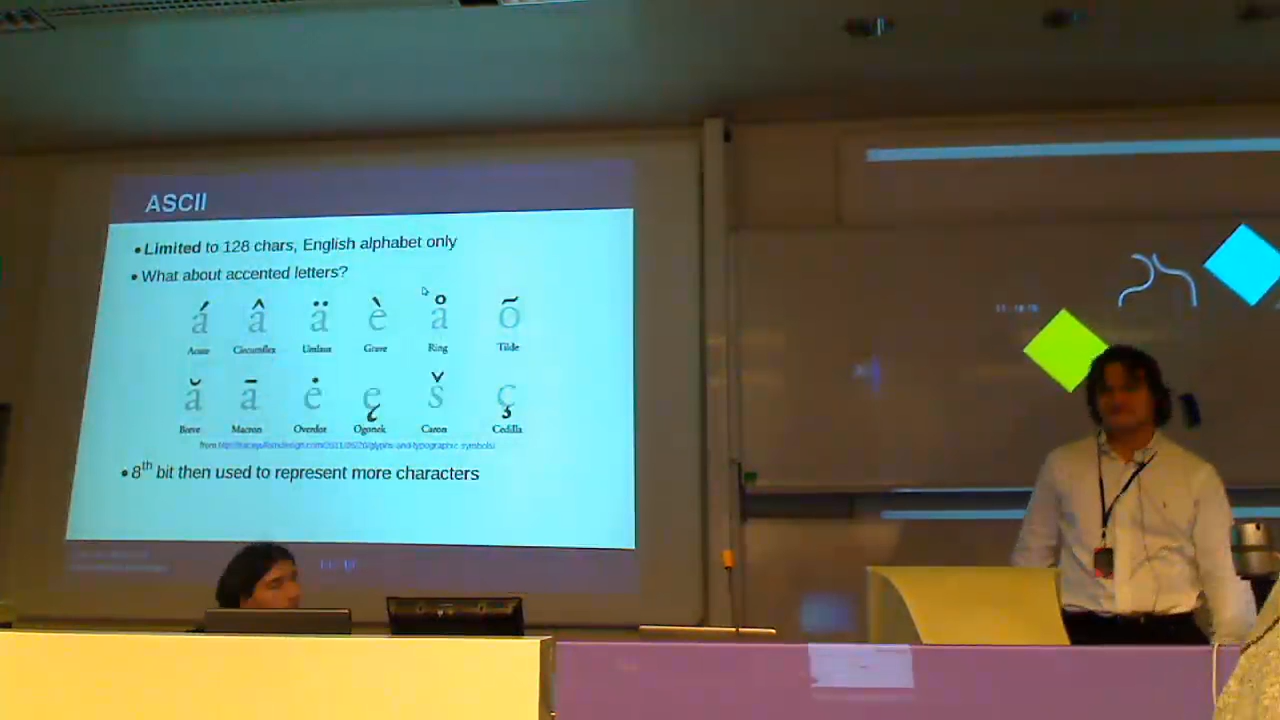 ASCII
• Limited to 128 chars, English alphabet only
• What about accented letters?
á â ä è å õ
Acute Circumflex Umlaut Grave Ring Tilde
ă ā ė ę š ç
Breve Macron Overdot Ogonek Caron Cedilla
from
• 8th bit then used to represent more characters